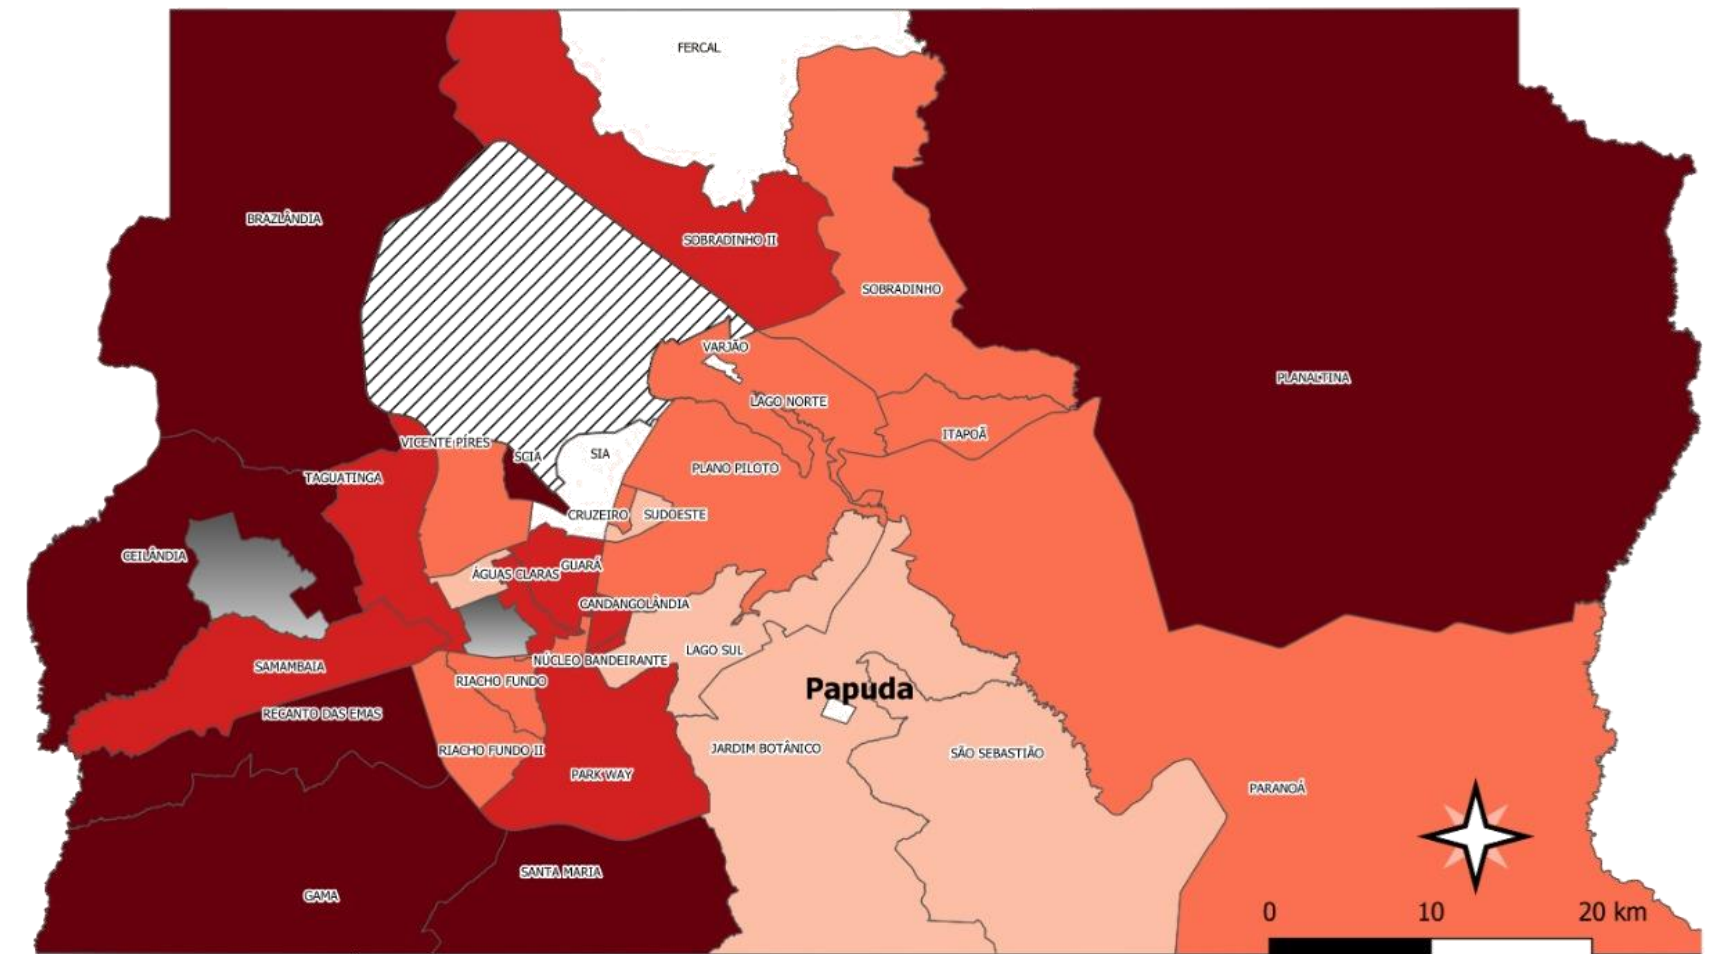 FERCAL
BRAZLÂNDIA
SOBRADINHO II
SOBRADINHO
VARJÃO
PLANALTINA
LAGO NORTE
ITAPOÃ
VICENTE PÍRES
SCIA
SIA
PLANO PILOTO
TAGUATINGA
CRUZEIRO
SUDOESTE
CEILÂNDIA
ÁGUAS CLARAS
GUARÁ
CANDANGOLÂNDIA
LAGO SUL
SAMAMBAIA
NÚCLEO BANDEIRANTE
RIACHO FUNDO
Papuda
RECANTO DAS EMAS
RIACHO FUNDO II
JARDIM BOTÂNICO
SÃO SEBASTIÃO
PARK WAY
PARANOÁ
SANTA MARIA
GAMA
0 10 20 km